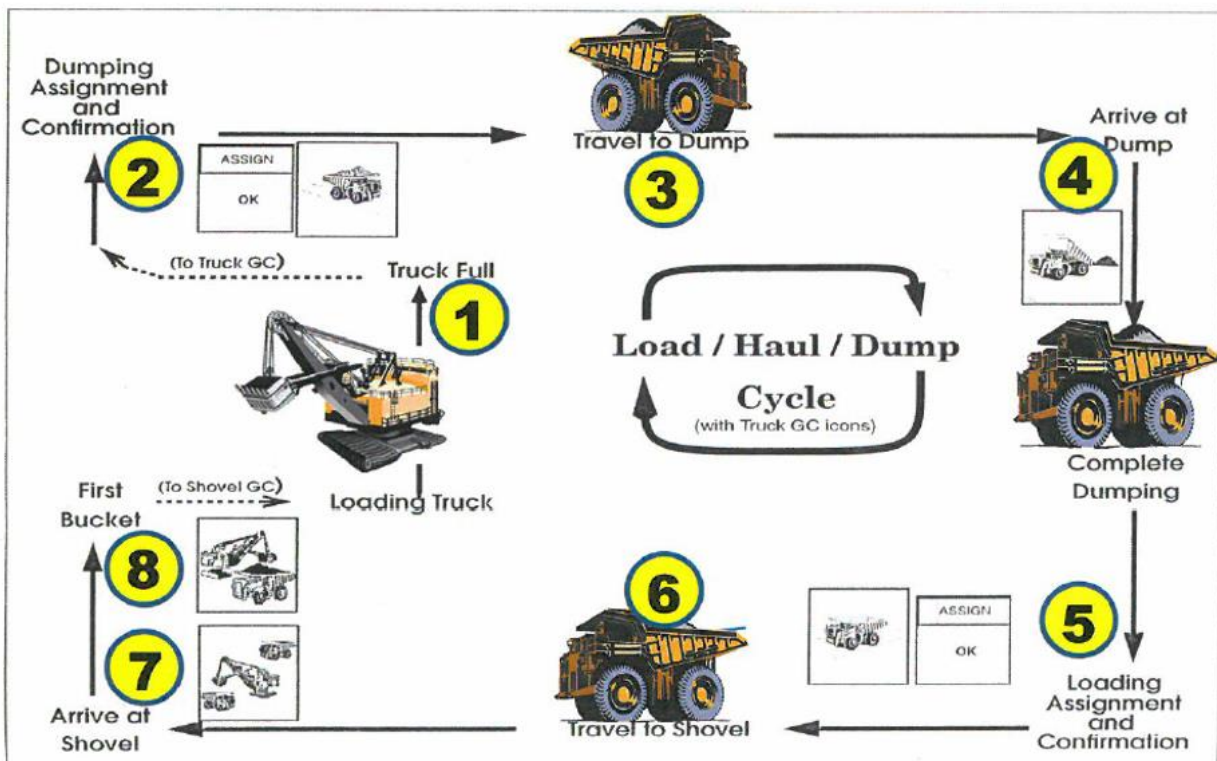 Dumping
Assignment
and
Confirmation
2
ASSIGN
OK
Travel to Dump
3
Arrive at
Dump
4
(To Truck GC)
Truck Full
1
Load / Haul / Dump
Cycle
(with Truck GC icons)
Complete
Dumping
First
Bucket
(To Shovel GC)
Loading Truck
8
6
5
ASSIGN
OK
7
Arrive at
Shovel
Travel to Shovel
Loading
Assignment
and
Confirmation